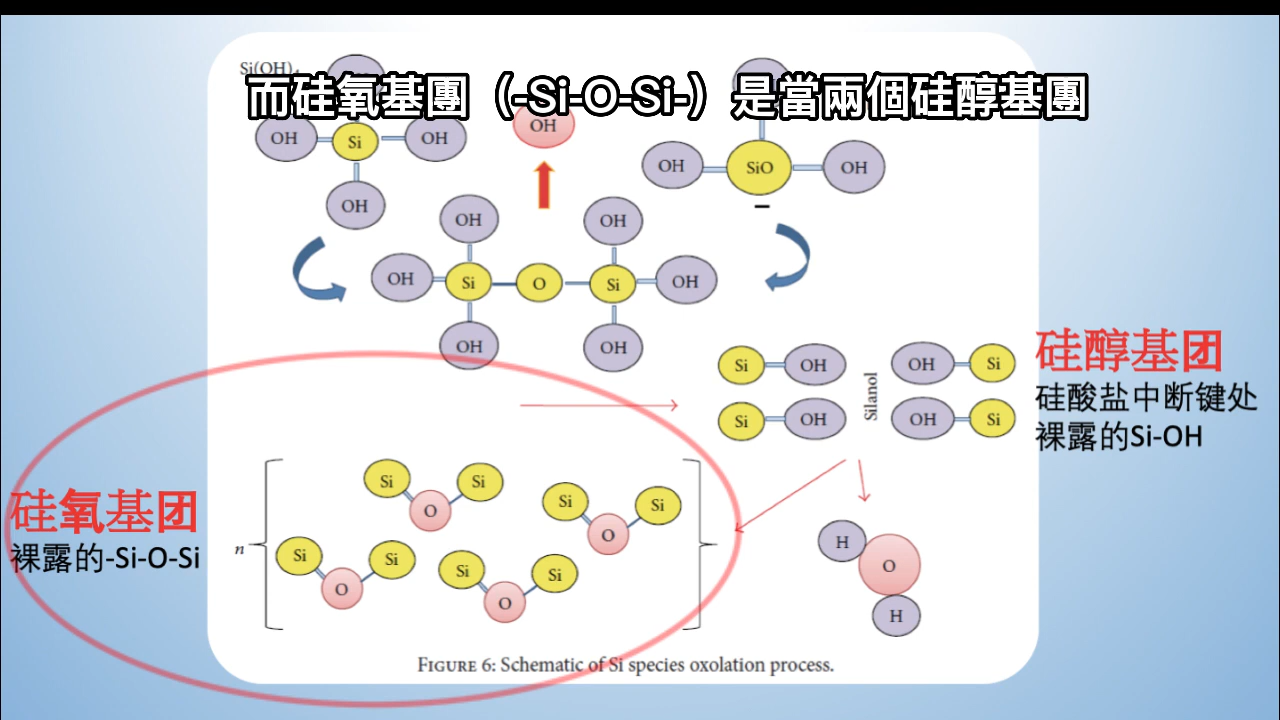 Si(OH)4
而硅氧基團（-Si-O-Si-）是當兩個硅醇基團
OH Si OH
OH
OH
OH SiO OH
−
OH OH
OH Si O Si OH
OH OH
硅醇基团
硅酸盐中断键处
裸露的Si-OH
Si OH OH Si
Silanol
Si OH OH Si
硅氧基团
裸露的-Si-O-Si
n
Si Si
O
Si Si
O
Si Si
O
Si Si
O
H
O
H
FIGURE 6: Schematic of Si species oxolation process.